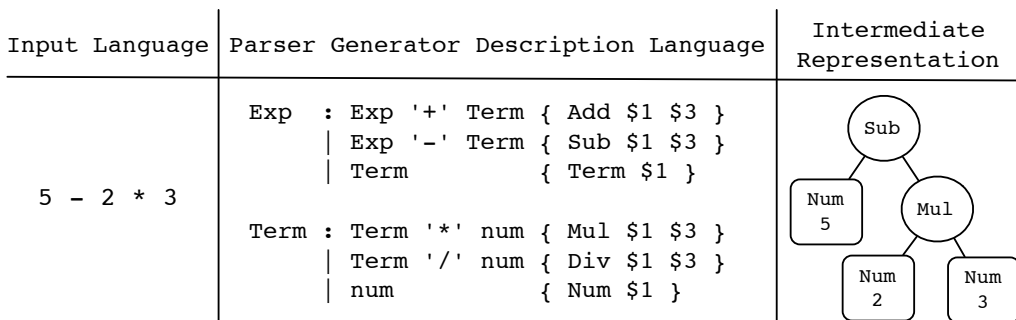 Input Language
Parser Generator Description Language
Intermediate
Representation
5 - 2 * 3
Exp : Exp '+' Term { Add $1 $3 }
| Exp '-' Term { Sub $1 $3 }
| Term { Term $1 }
Term : Term '*' num { Mul $1 $3 }
| Term '/' num { Div $1 $3 }
| num { Num $1 }
Sub
Num
5
Mul
Num
2
Num
3